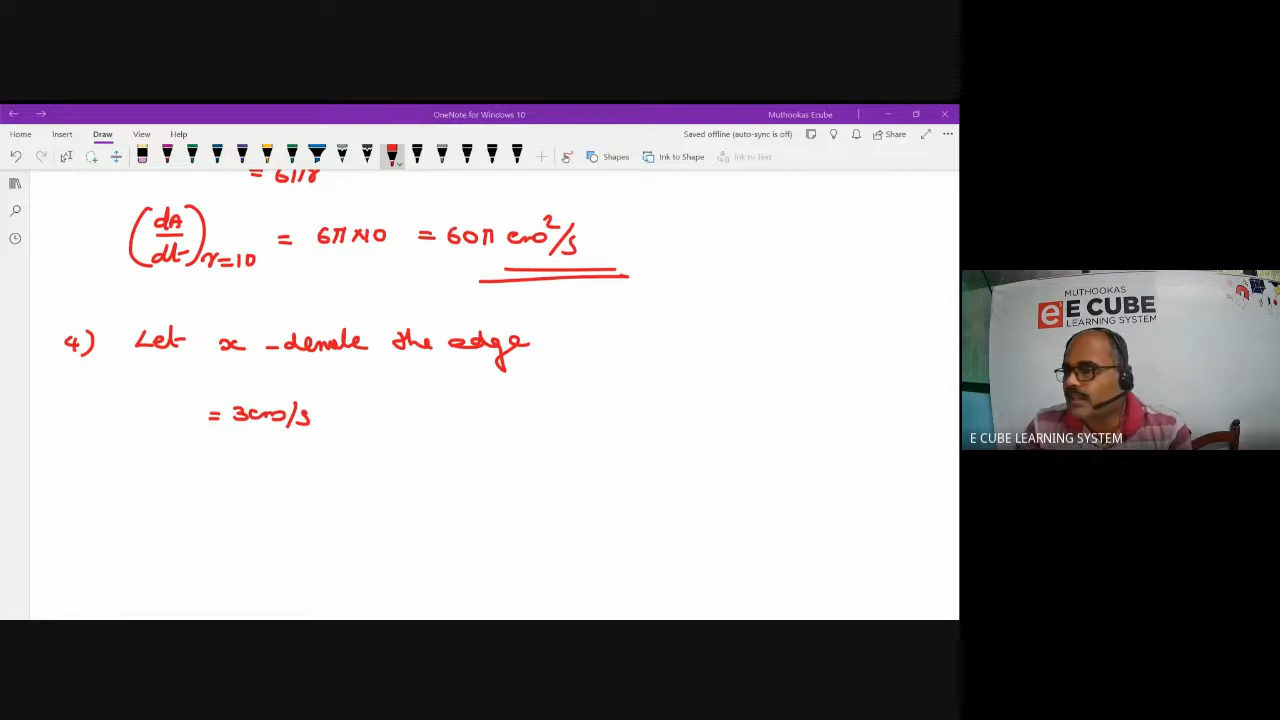 OneNote for Windows 10
Muthookas Ecube
Home Insert Draw View Help
Saved offline (auto-sync is off) Share
Shapes Ink to Shape Ink to Text
= 6πr
(dA/dt)r=10 = 6π×10 = 60π cm²/s
4) Let x denote the edge
= 3cm/s
MUTHOOKAS
e E CUBE
LEARNING SYSTEM
E CUBE LEARNING SYSTEM